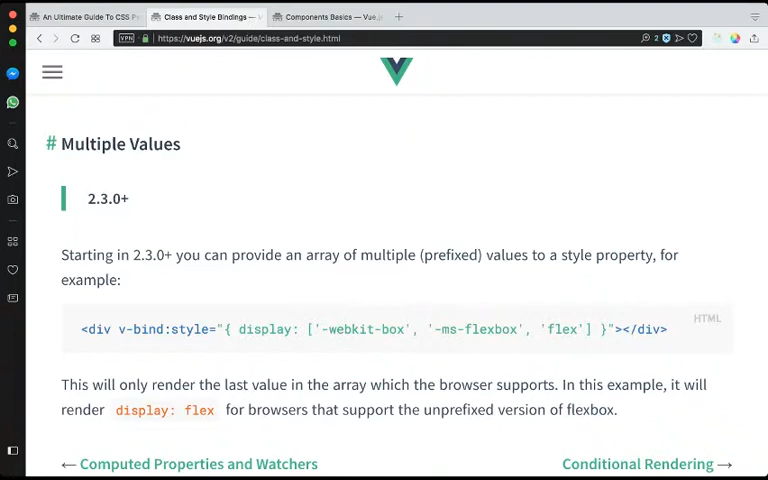 An Ultimate Guide To CSS P
Class and Style Bindings — V
Components Basics — Vue.j
VPN
https://vuejs.org/v2/guide/class-and-style.html
2
# Multiple Values
2.3.0+
Starting in 2.3.0+ you can provide an array of multiple (prefixed) values to a style property, for
example:
HTML
<div v-bind:style="{ display: ['-webkit-box', '-ms-flexbox', 'flex'] }"></div>
This will only render the last value in the array which the browser supports. In this example, it will
render display: flex for browsers that support the unprefixed version of flexbox.
← Computed Properties and Watchers
Conditional Rendering →